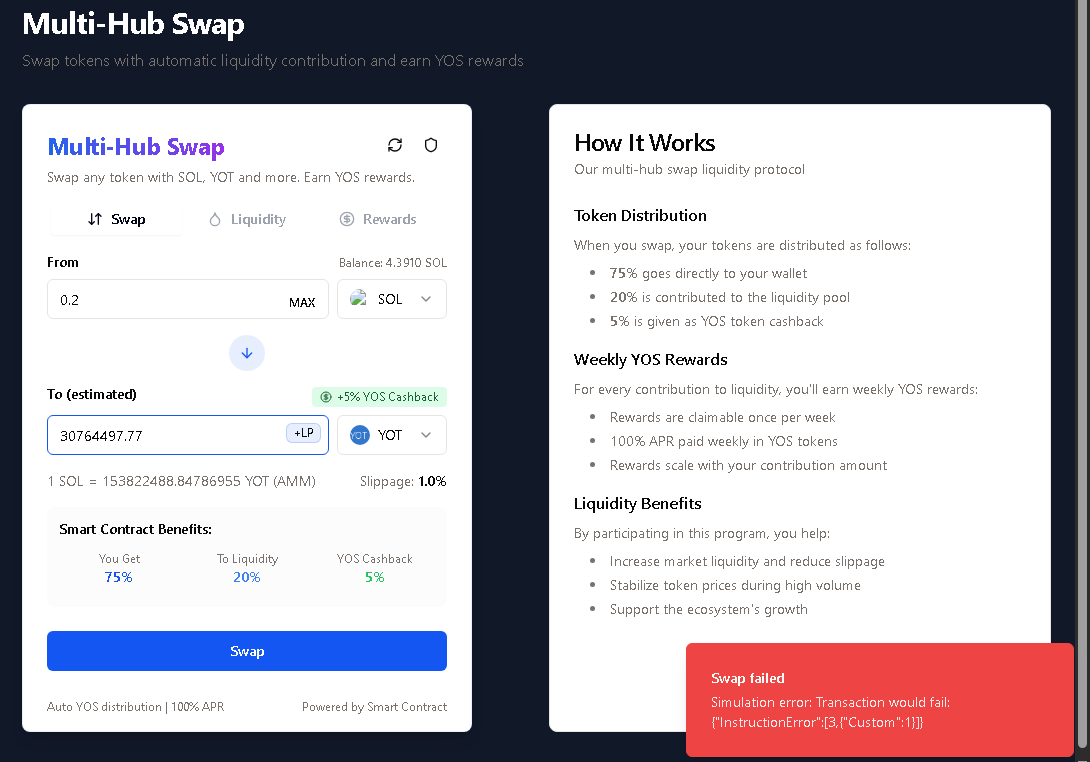 Multi-Hub Swap
Swap tokens with automatic liquidity contribution and earn YOS rewards
Multi-Hub Swap
Swap any token with SOL, YOT and more. Earn YOS rewards.
Swap
Liquidity
Rewards
From
Balance: 4.3910 SOL
0.2
MAX
SOL
To (estimated)
+5% YOS Cashback
30764497.77
+LP
YOT
YOT
1 SOL = 153822488.84786955 YOT (AMM)
Slippage: 1.0%
Smart Contract Benefits:
You Get
To Liquidity
YOS Cashback
75%
20%
5%
Swap
Auto YOS distribution | 100% APR
Powered by Smart Contract
How It Works
Our multi-hub swap liquidity protocol
Token Distribution
When you swap, your tokens are distributed as follows:
75% goes directly to your wallet
20% is contributed to the liquidity pool
5% is given as YOS token cashback
Weekly YOS Rewards
For every contribution to liquidity, you'll earn weekly YOS rewards:
Rewards are claimable once per week
100% APR paid weekly in YOS tokens
Rewards scale with your contribution amount
Liquidity Benefits
By participating in this program, you help:
Increase market liquidity and reduce slippage
Stabilize token prices during high volume
Support the ecosystem's growth
Swap failed
Simulation error: Transaction would fail:
{"InstructionError":[3,{"Custom":1}]}